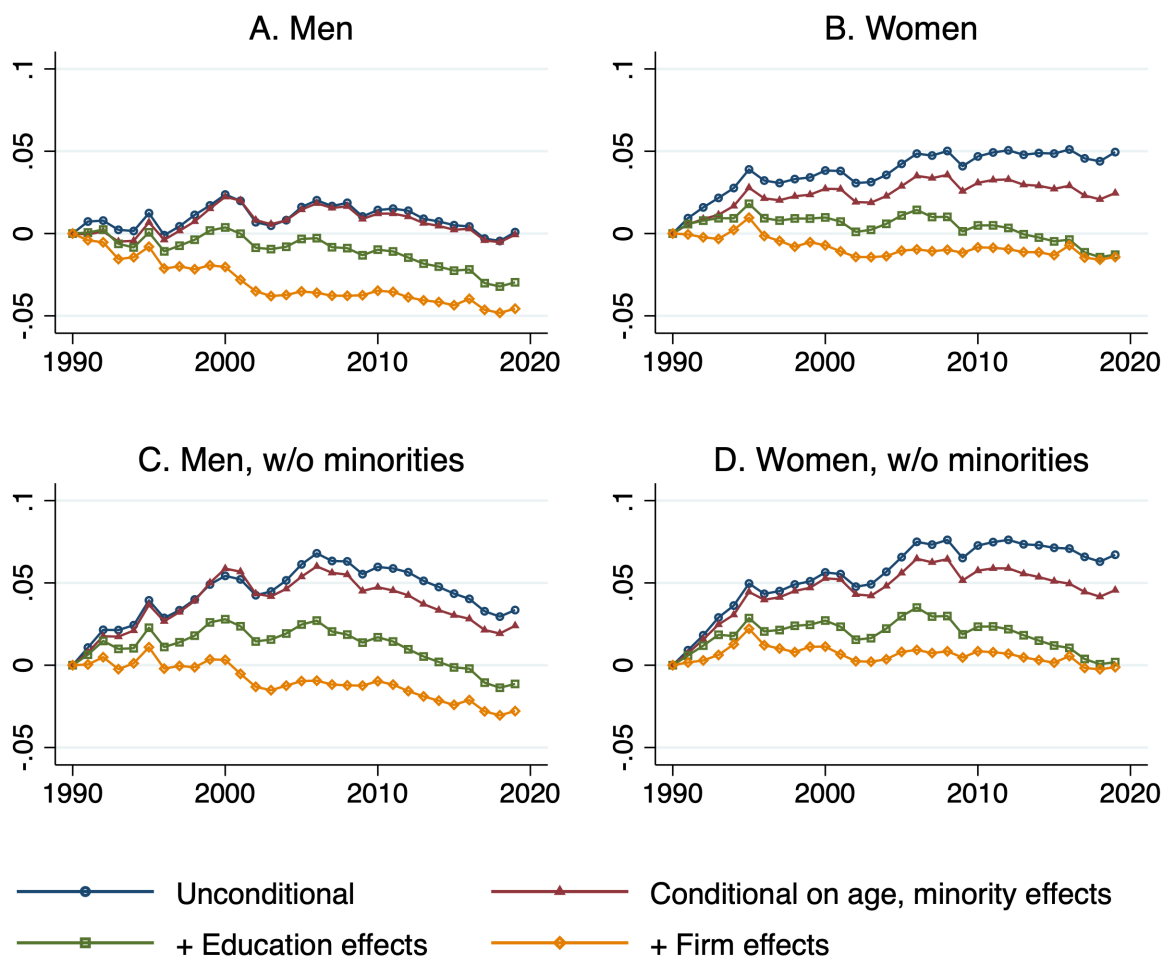 A. Men
B. Women
.1
.05
0
-.05
1990 2000 2010 2020
.1
.05
0
-.05
1990 2000 2010 2020
C. Men, w/o minorities
D. Women, w/o minorities
.1
.05
0
-.05
1990 2000 2010 2020
.1
.05
0
-.05
1990 2000 2010 2020
Unconditional
Conditional on age, minority effects
+ Education effects
+ Firm effects